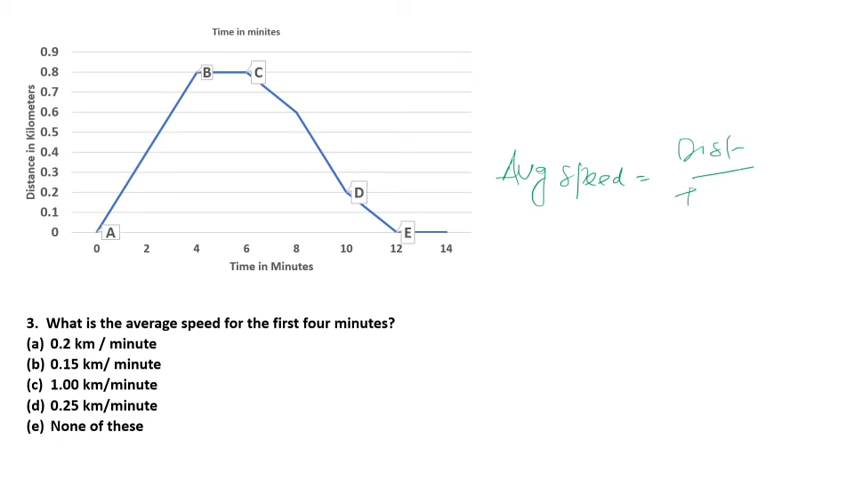 Time in minites
0.9
0.8
0.7
0.6
0.5
0.4
0.3
0.2
0.1
0
Distance in Kilometers
A
B
C
D
E
0 2 4 6 8 10 12 14
Time in Minutes
Avg speed = Dist
T
3. What is the average speed for the first four minutes?
(a) 0.2 km / minute
(b) 0.15 km/ minute
(c) 1.00 km/minute
(d) 0.25 km/minute
(e) None of these